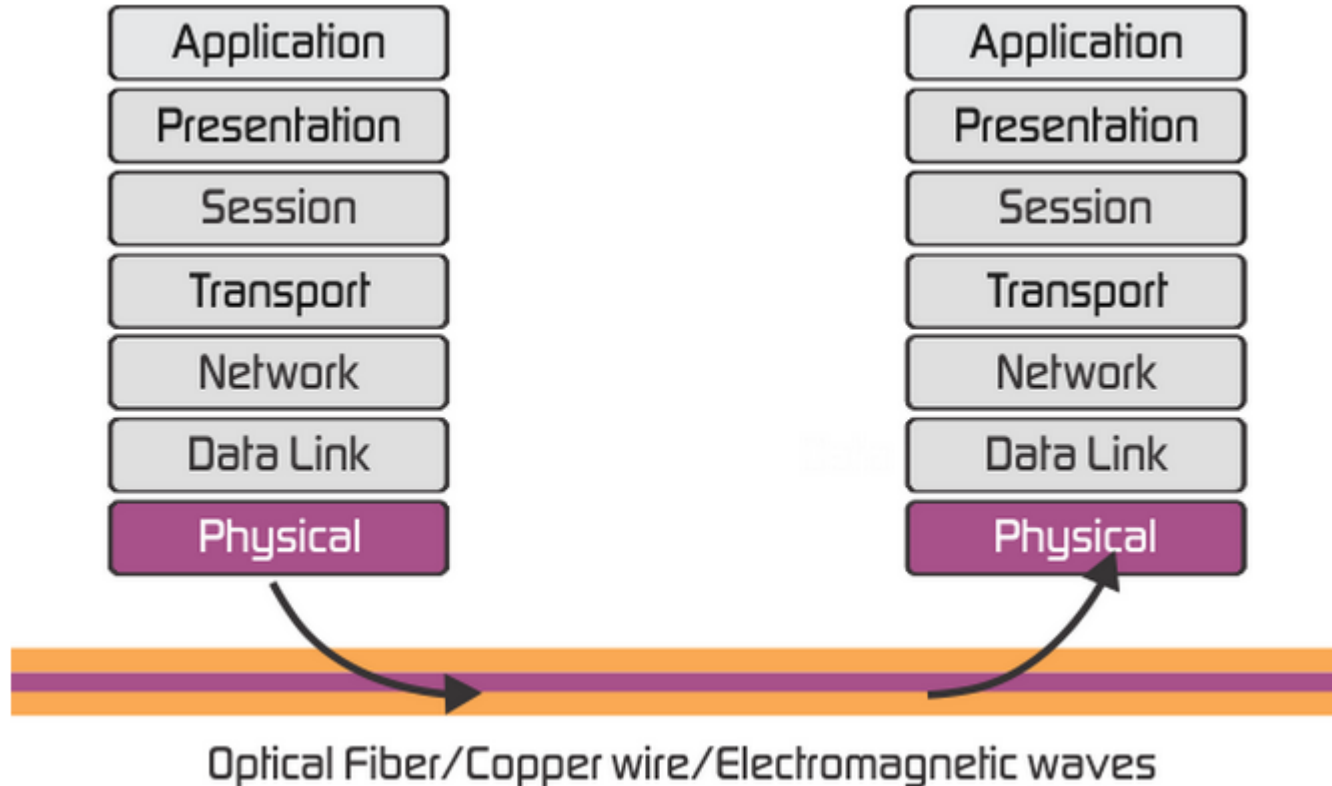 Application
Presentation
Session
Transport
Network
Data Link
Physical
Application
Presentation
Session
Transport
Network
Data Link
Physical
Optical Fiber/Copper wire/Electromagnetic waves